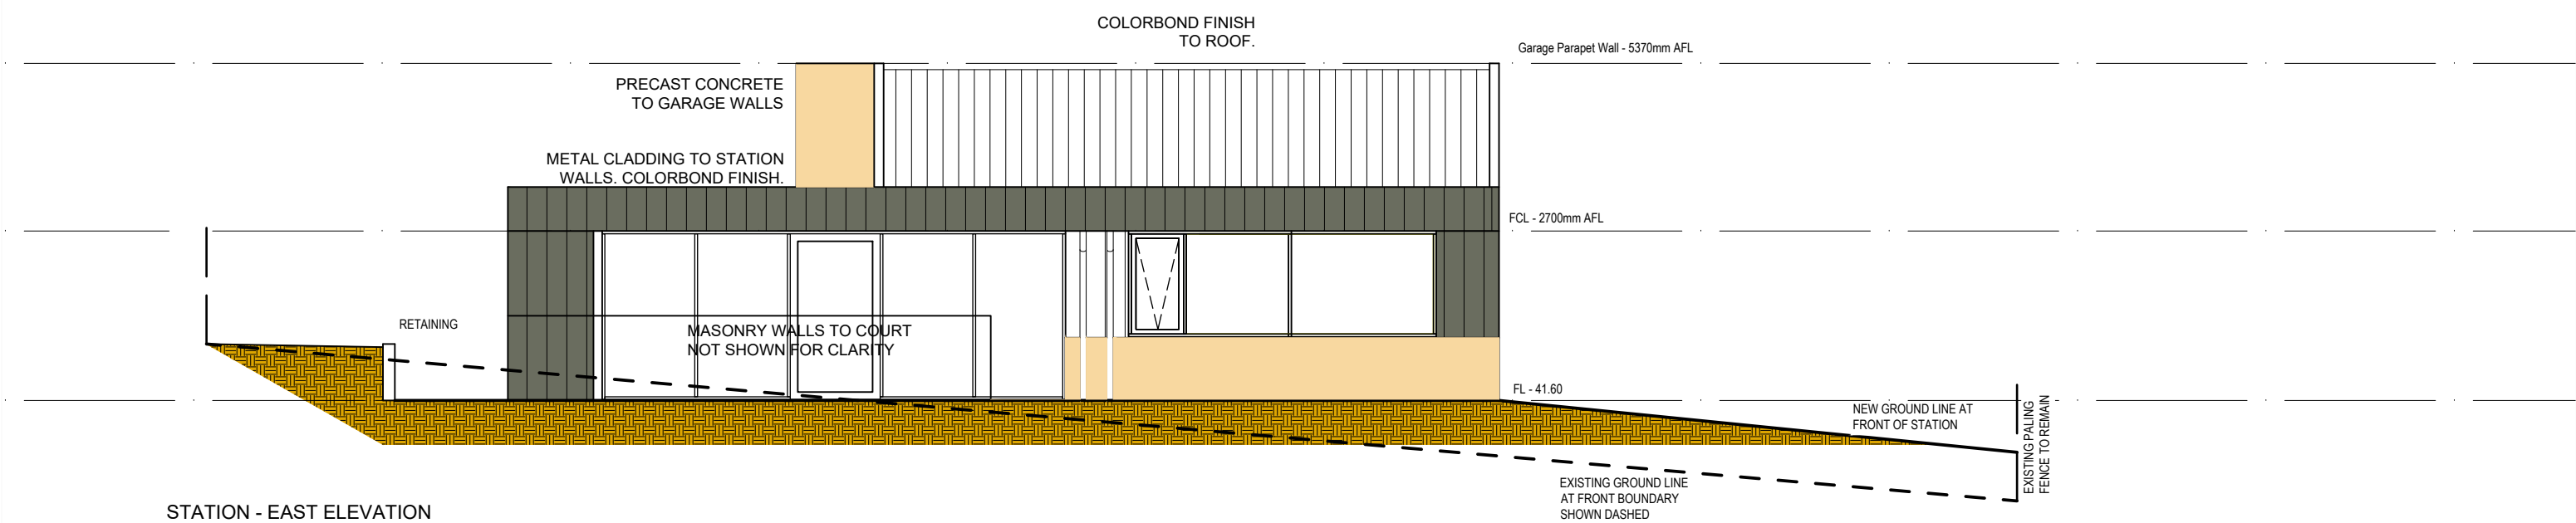 COLORBOND FINISH
TO ROOF.
Garage Parapet Wall - 5370mm AFL
PRECAST CONCRETE
TO GARAGE WALLS
METAL CLADDING TO STATION
WALLS. COLORBOND FINISH.
FCL - 2700mm AFL
RETAINING
MASONRY WALLS TO COURT
NOT SHOWN FOR CLARITY
FL - 41.60
NEW GROUND LINE AT
FRONT OF STATION
EXISTING PALING
FENCE TO REMAIN
EXISTING GROUND LINE
AT FRONT BOUNDARY
SHOWN DASHED
STATION - EAST ELEVATION